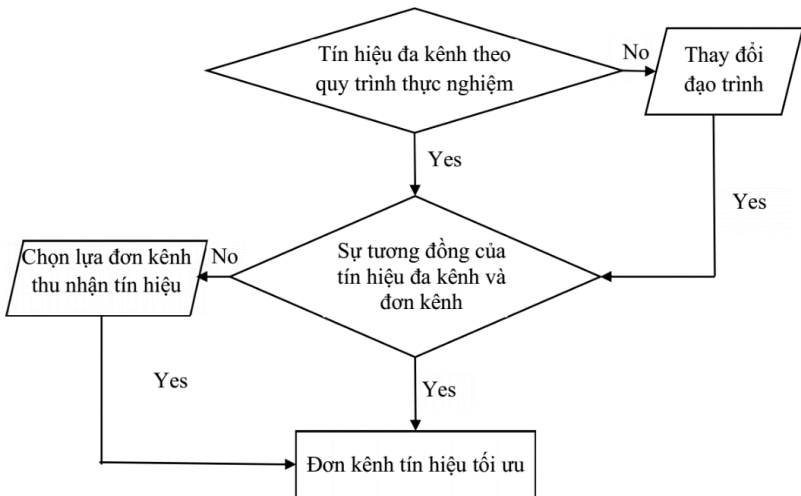 Tín hiệu đa kênh theo
quy trình thực nghiệm
No
Thay đổi
đạo trình
Yes
Yes
Sự tương đồng của
tín hiệu đa kênh và
đơn kênh
No
Chọn lựa đơn kênh
thu nhận tín hiệu
Yes
Yes
Đơn kênh tín hiệu tối ưu